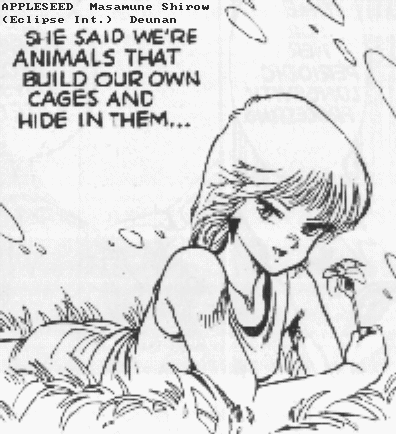 APPLESEED Masamune Shirow
(Eclipse Int.) Deunan
SHE SAID WE'RE
ANIMALS THAT
BUILD OUR OWN
CAGES AND
HIDE IN THEM...